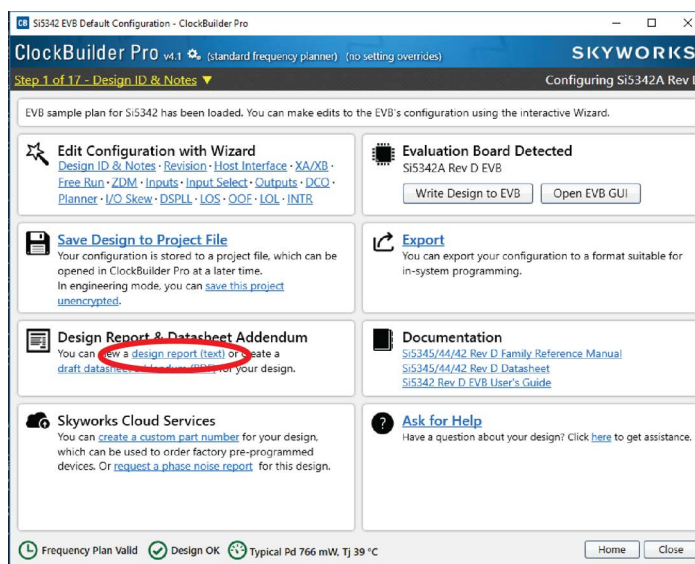 CB Si5342 EVB Default Configuration - ClockBuilder Pro
ClockBuilder Pro v4.1 (standard frequency planner) (no setting overrides)
SKYWORKS
Step 1 of 17 - Design ID & Notes ▼
Configuring Si5342A Rev
EVB sample plan for Si5342 has been loaded. You can make edits to the EVB's configuration using the interactive Wizard.
Edit Configuration with Wizard
Design ID & Notes · Revision · Host Interface · XA/XB ·
Free Run · ZDM · Inputs · Input Select · Outputs · DCO ·
Planner · I/O Skew · DSPLL · LOS · OOF · LOL · INTR
Evaluation Board Detected
Si5342A Rev D EVB
Write Design to EVB
Open EVB GUI
Save Design to Project File
Your configuration is stored to a project file, which can be
opened in ClockBuilder Pro at a later time.
In engineering mode, you can save this project
unencrypted.
Export
You can export your configuration to a format suitable for
in-system programming.
Design Report & Datasheet Addendum
You can view a design report (text) or create a
draft datasheet addendum (PDF) for your design.
Documentation
Si5345/44/42 Rev D Family Reference Manual
Si5345/44/42 Rev D Datasheet
Si5342 Rev D EVB User's Guide
Skyworks Cloud Services
You can create a custom part number for your design,
which can be used to order factory pre-programmed
devices. Or request a phase noise report for this design.
Ask for Help
Have a question about your design? Click here to get assistance.
Frequency Plan Valid
Design OK
Typical Pd 766 mW, Tj 39 °C
Home
Close